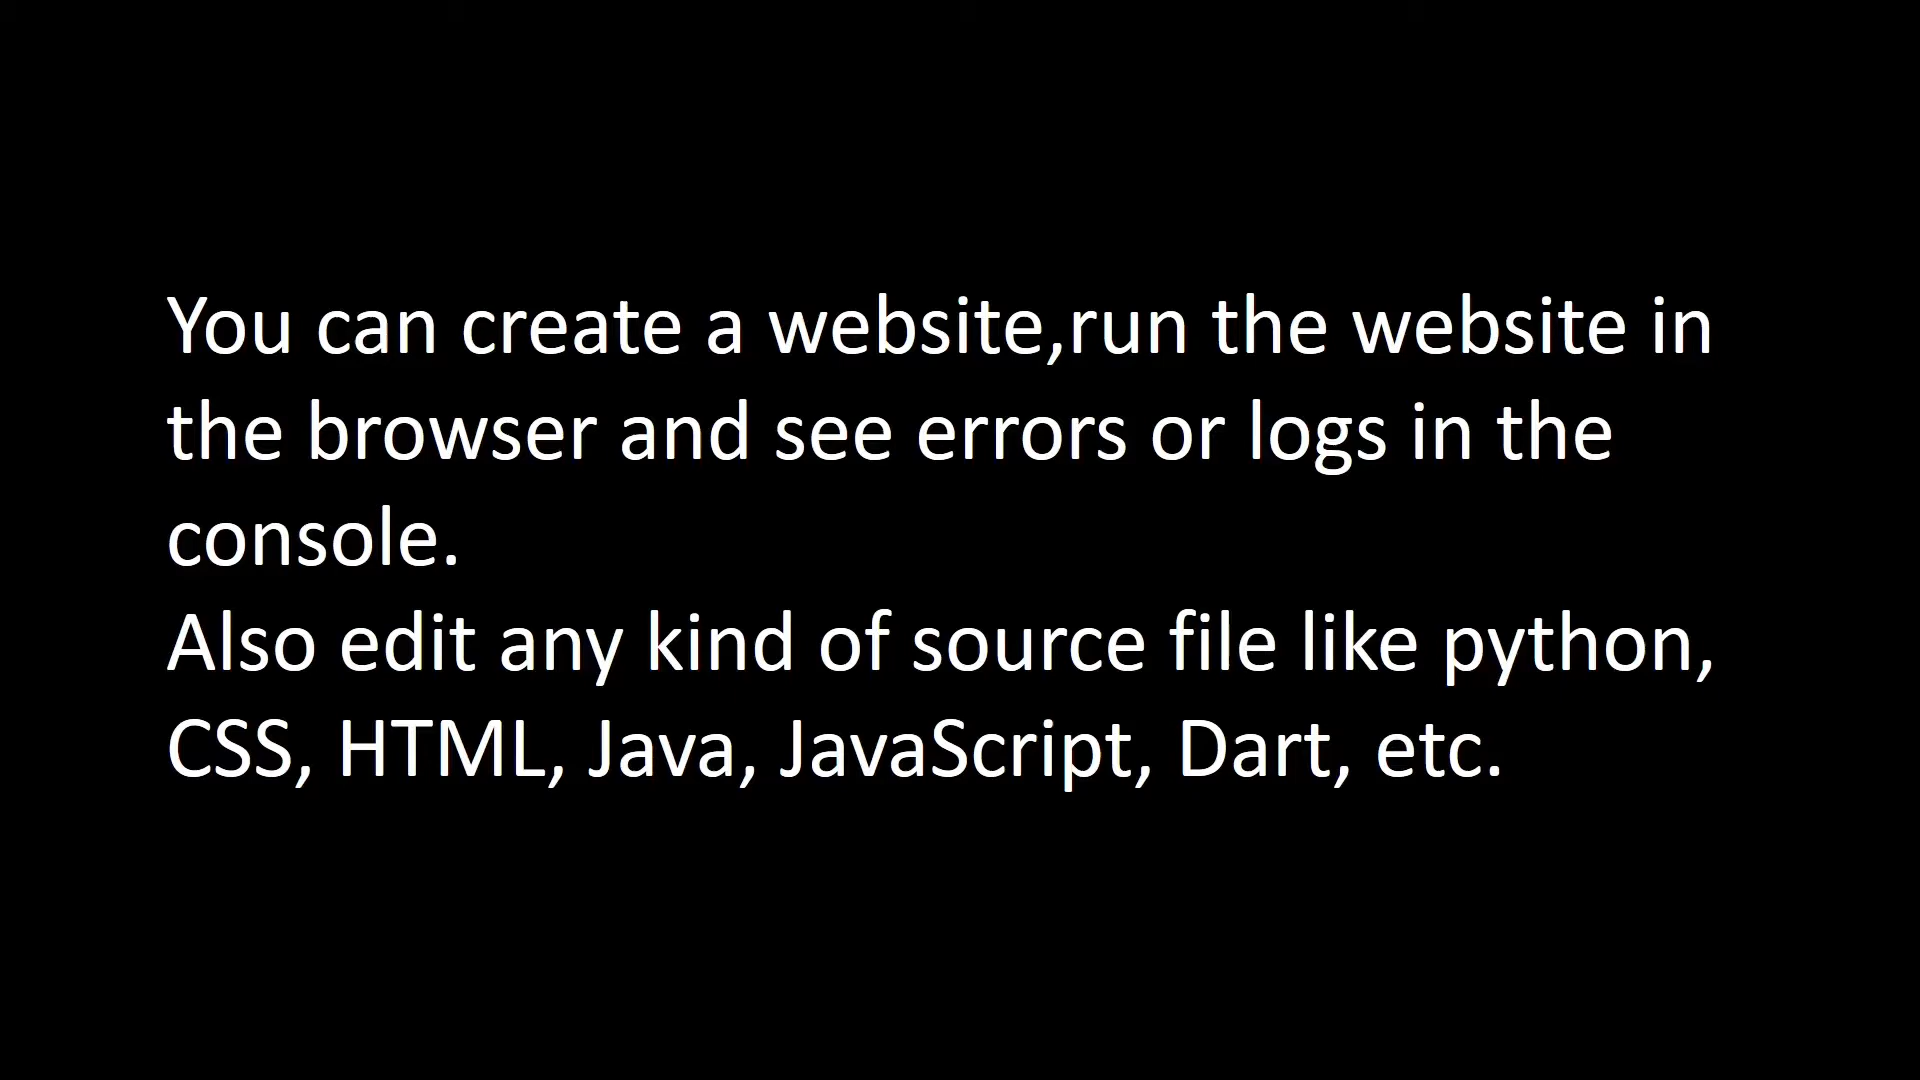 You can create a website,run the website in
the browser and see errors or logs in the
console.
Also edit any kind of source file like python,
CSS, HTML, Java, JavaScript, Dart, etc.